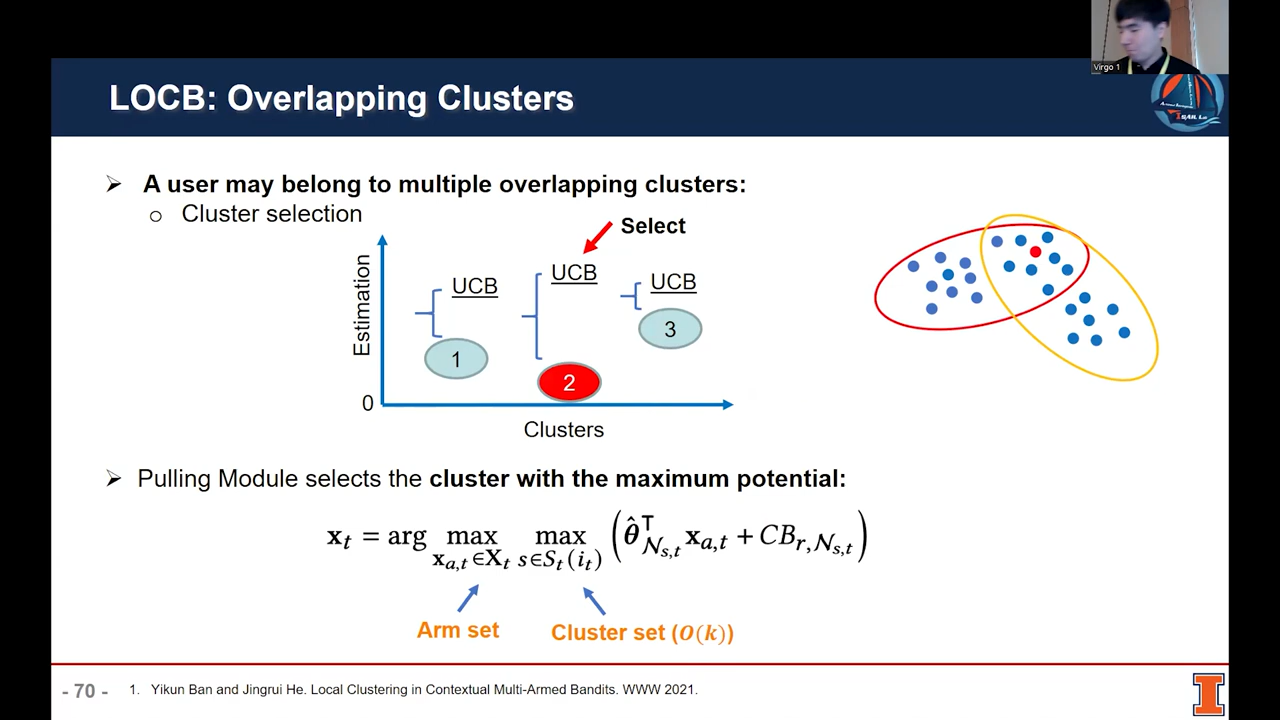 Virgo 1
LOCB: Overlapping Clusters
➢ A user may belong to multiple overlapping clusters:
○ Cluster selection
Select
UCB UCB UCB
Estimation
1 2 3
0
Clusters
➢ Pulling Module selects the cluster with the maximum potential:
𝐱_t = arg max_{𝐱_{a,t}∈𝐗_t} max_{s∈S_t(i_t)} (θ̂^⊤_{𝒩_{s,t}} 𝐱_{a,t} + CB_{r,𝒩_{s,t}})
Arm set Cluster set (O(k))
- 70 - 1. Yikun Ban and Jingrui He. Local Clustering in Contextual Multi-Armed Bandits. WWW 2021.